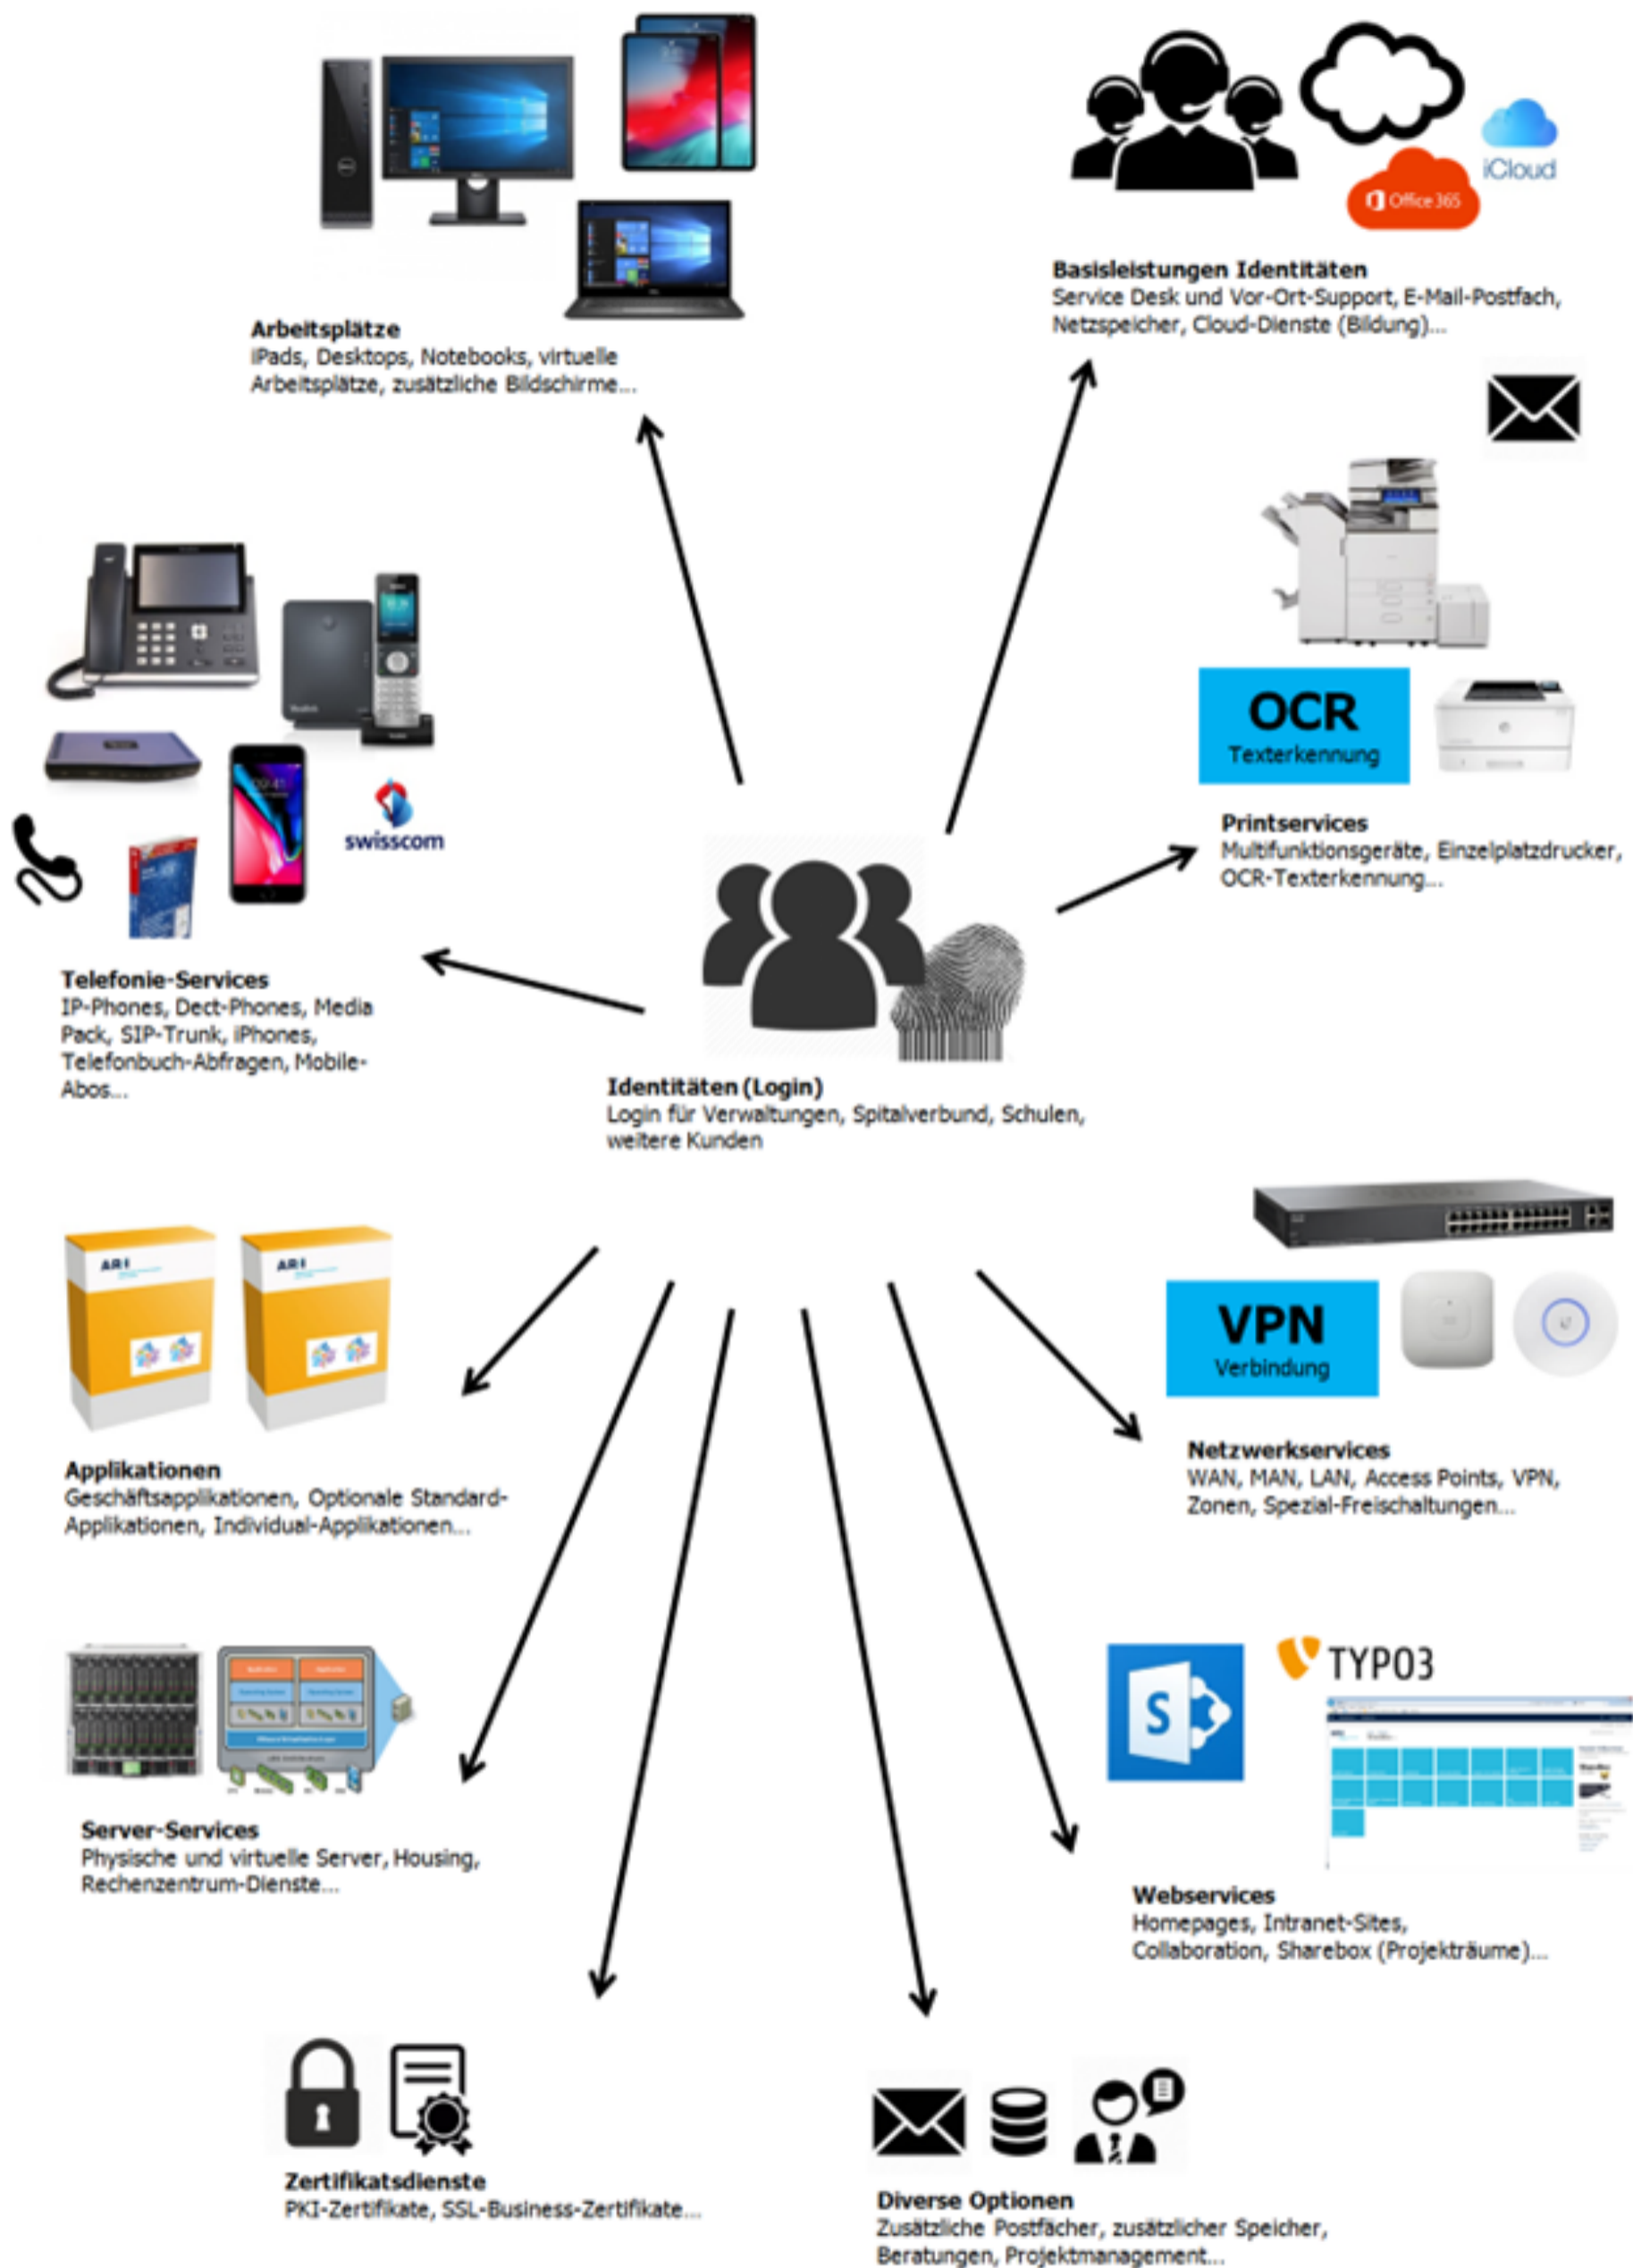 iCloud
Office 365
Basisleistungen Identitäten
Service Desk und Vor-Ort-Support, E-Mail-Postfach,
Netzspeicher, Cloud-Dienste (Bildung)...
Arbeitsplätze
iPads, Desktops, Notebooks, virtuelle
Arbeitsplätze, zusätzliche Bildschirme...
OCR
Texterkennung
Printservices
Multifunktionsgeräte, Einzelplatzdrucker,
OCR-Texterkennung...
09:41
swisscom
Telefonie-Services
IP-Phones, Dect-Phones, Media
Pack, SIP-Trunk, iPhones,
Telefonbuch-Abfragen, Mobile-
Abos...
Identitäten (Login)
Login für Verwaltungen, Spitalverbund, Schulen,
weitere Kunden
ARI
ARI
Applikationen
Geschäftsapplikationen, Optionale Standard-
Applikationen, Individual-Applikationen...
VPN
Verbindung
Netzwerkservices
WAN, MAN, LAN, Access Points, VPN,
Zonen, Spezial-Freischaltungen...
Server-Services
Physische und virtuelle Server, Housing,
Rechenzentrum-Dienste...
S
TYPO3
Webservices
Homepages, Intranet-Sites,
Collaboration, Sharebox (Projekträume)...
Zertifikatsdienste
PKI-Zertifikate, SSL-Business-Zertifikate...
Diverse Optionen
Zusätzliche Postfächer, zusätzlicher Speicher,
Beratungen, Projektmanagement...